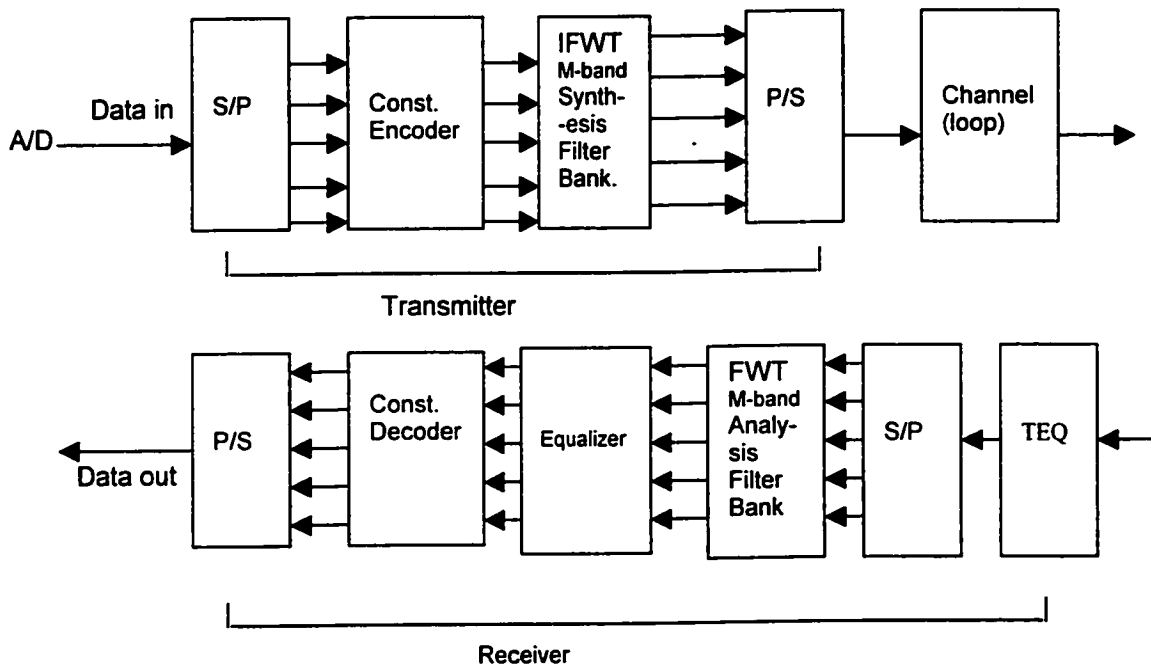 A/D
Data in
S/P
Const.
Encoder
IFWT
M-band
Synth-
-esis
Filter
Bank.
P/S
Channel
(loop)
Transmitter
Data out
P/S
Const.
Decoder
Equalizer
FWT
M-band
Analy-
sis
Filter
Bank
S/P
TEQ
Receiver